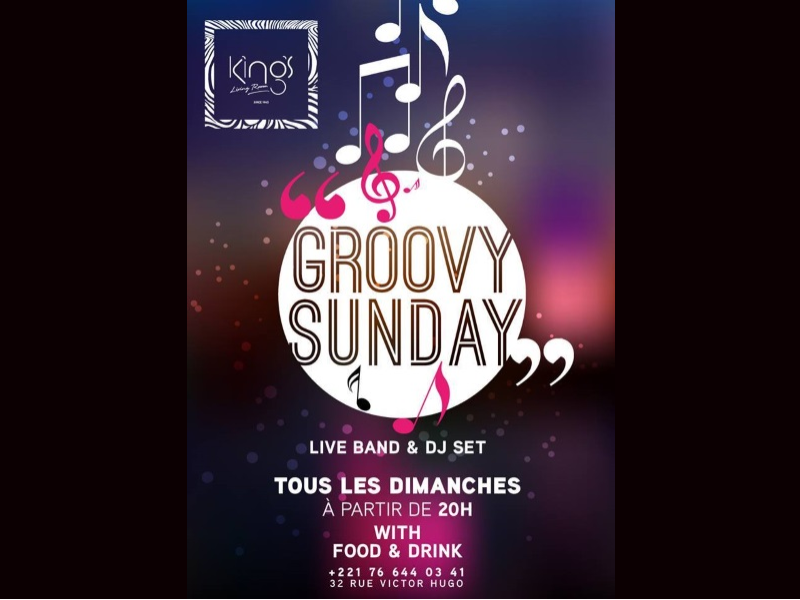 King's
Living Room
“GROOVY
SUNDAY”
LIVE BAND & DJ SET
TOUS LES DIMANCHES
À PARTIR DE 20H
WITH
FOOD & DRINK
+221 76 644 03 41
32 RUE VICTOR HUGO